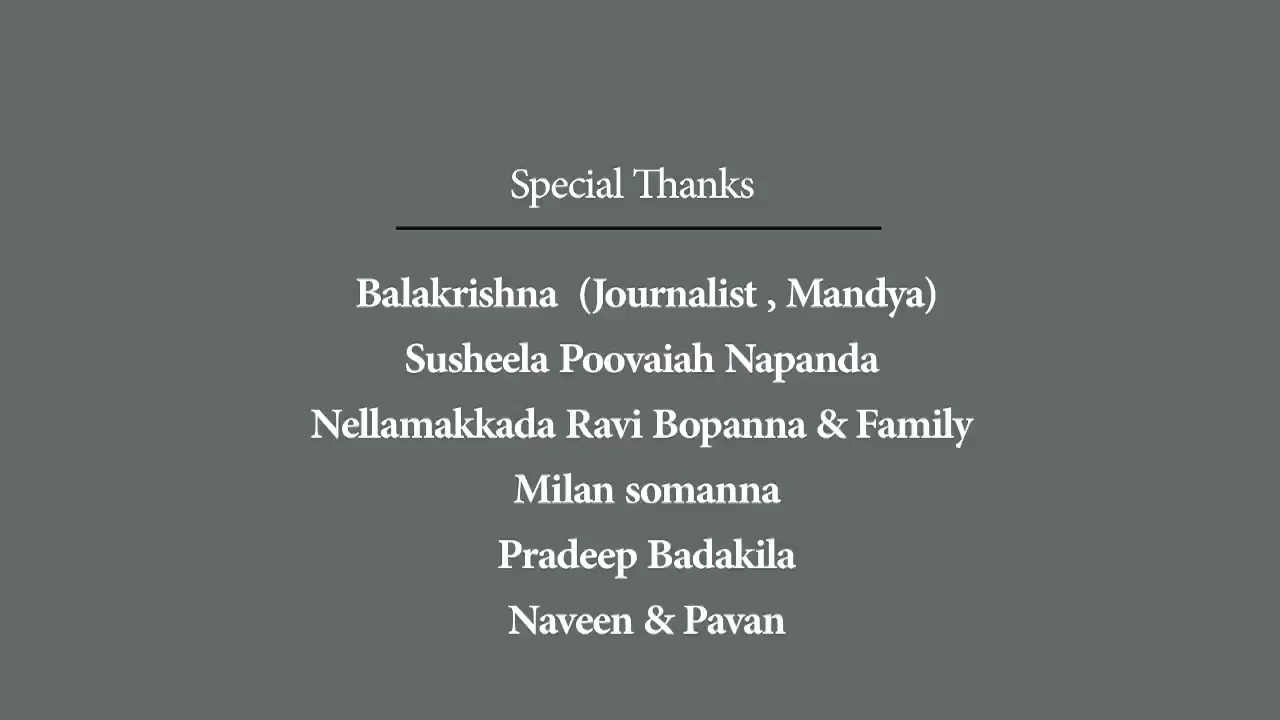 Special Thanks
Balakrishna (Journalist , Mandya)
Susheela Poovaiah Napanda
Nellamakkada Ravi Bopanna & Family
Milan somanna
Pradeep Badakila
Naveen & Pavan